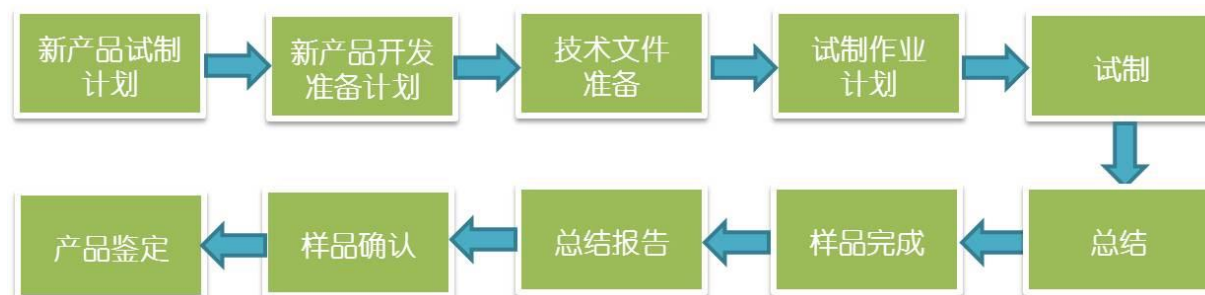 新产品试制
计划
新产品开发
准备计划
技术文件
准备
试制作业
计划
试制
总结
样品完成
总结报告
样品确认
产品鉴定